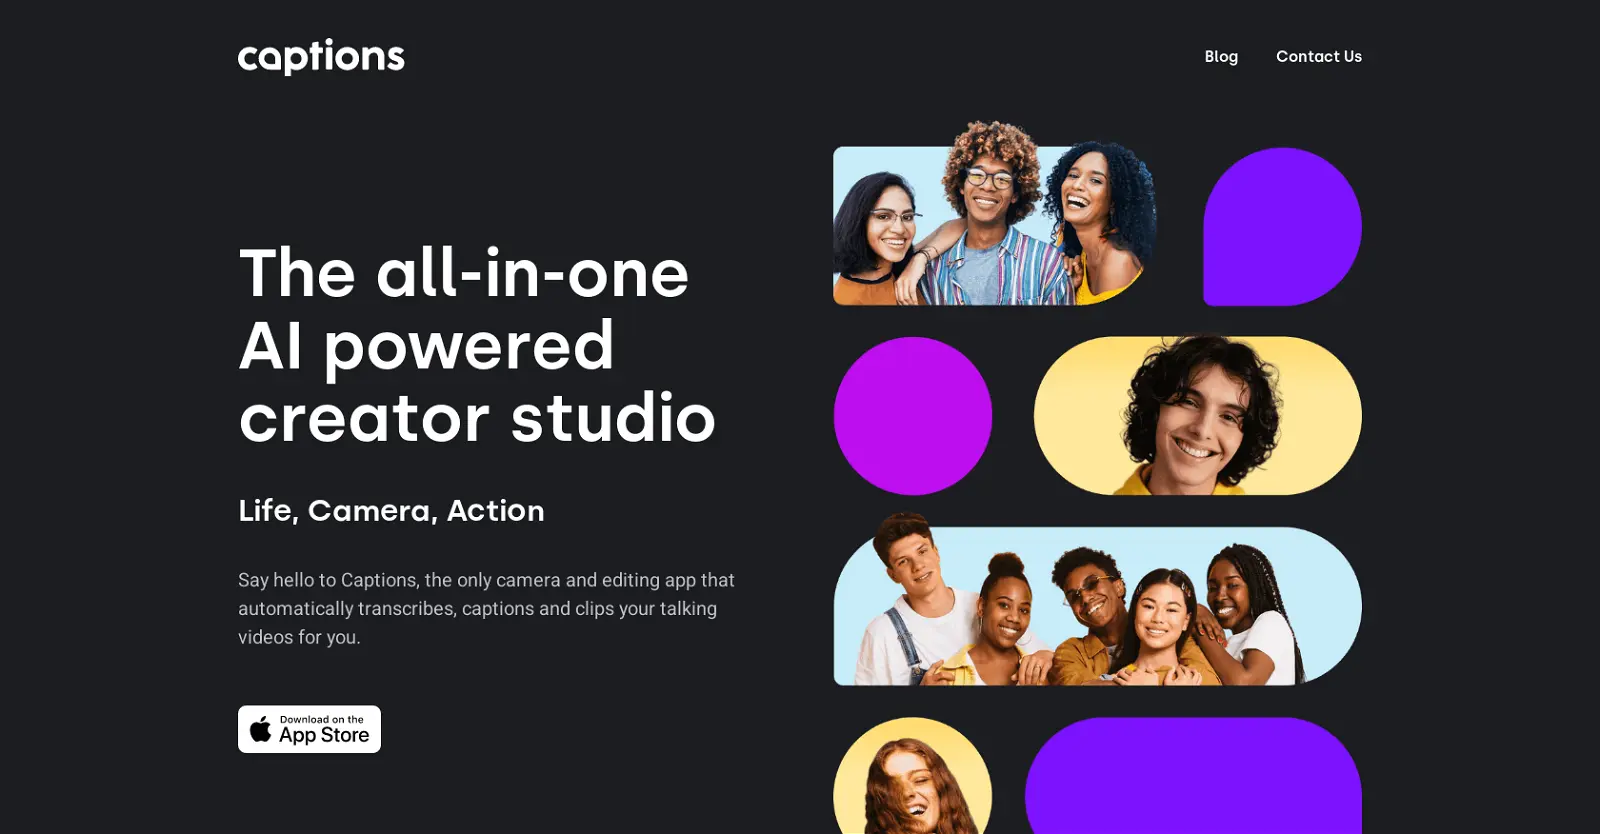 captions
Blog
Contact Us
The all-in-one
AI powered
creator studio
Life, Camera, Action
Say hello to Captions, the only camera and editing app that
automatically transcribes, captions and clips your talking
videos for you.
Download on the
App Store